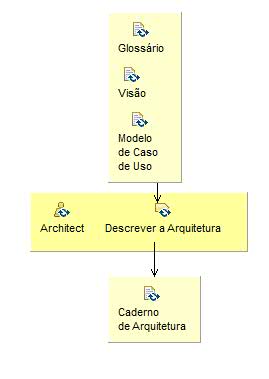 Glossário
Visão
Modelo
de Caso
de Uso
Architect Descrever a Arquitetura
Caderno
de Arquitetura